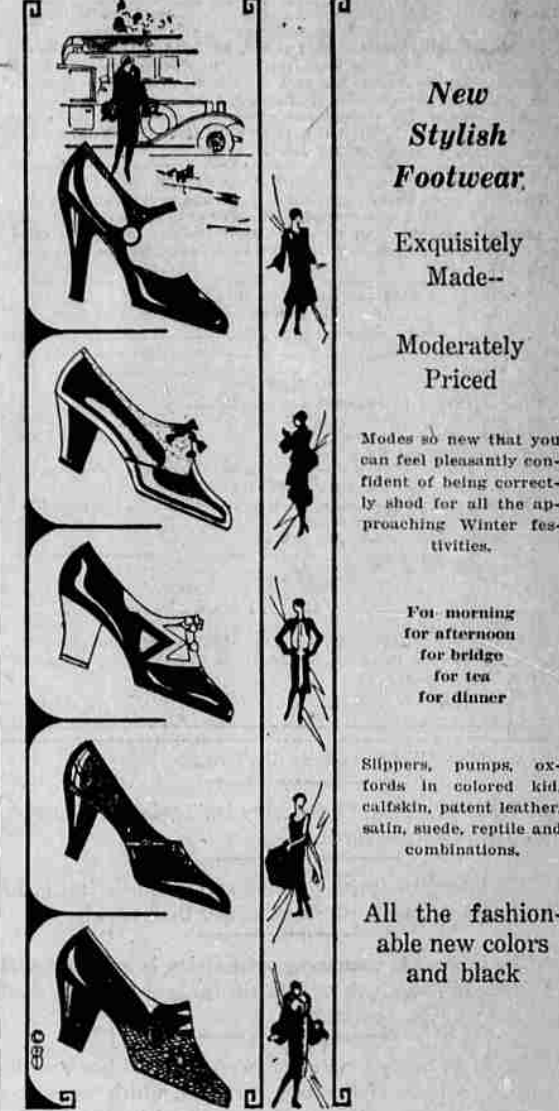 New
Stylish
Footwear.
Exquisitely
Made--
Moderately
Priced
Modes so new that you
can feel pleasantly con-
fident of being correct-
ly shod for all the ap-
proaching Winter fes-
tivities.
For morning
for afternoon
for bridge
for tea
for dinner
Slippers, pumps, ox-
fords in colored kid,
calfskin, patent leather,
satin, suede, reptile and
combinations.
All the fashion-
able new colors
and black